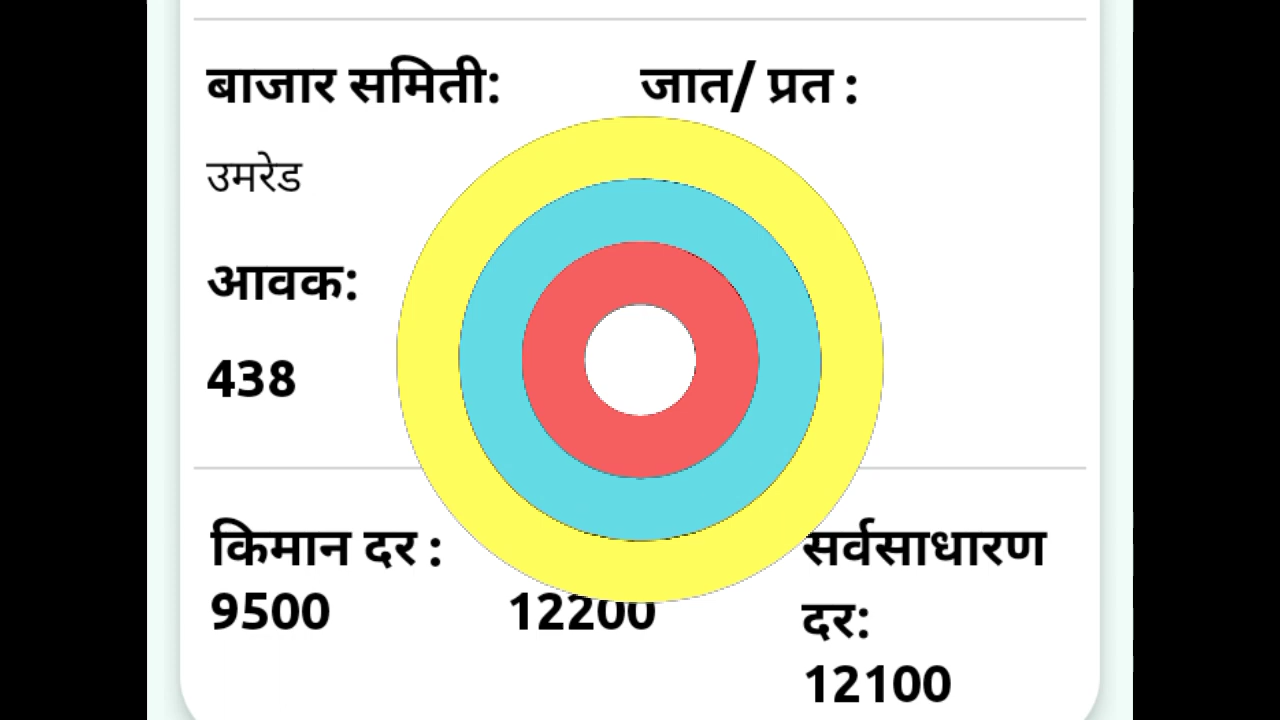 बाजार समिती: जात/ प्रत :
उमरेड
आवक:
438
किमान दर : सर्वसाधारण
9500 12200 दर:
12100